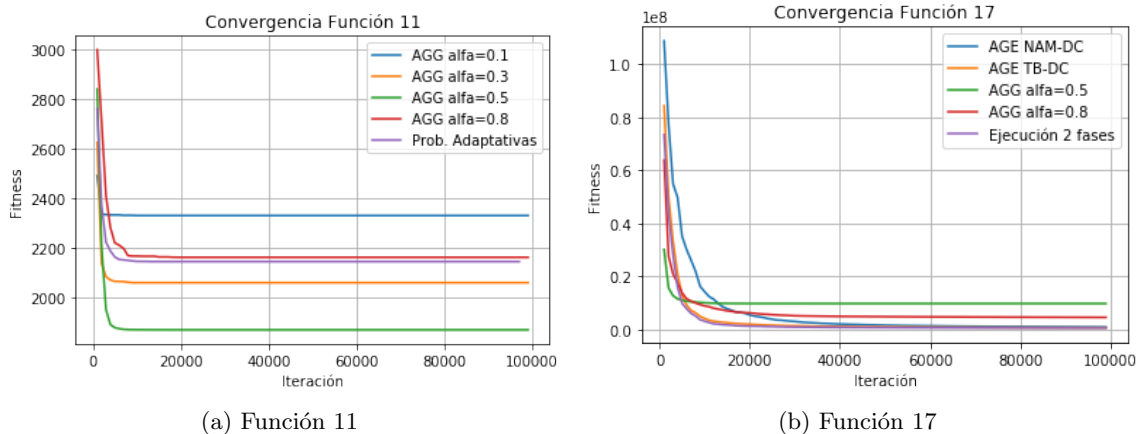 Convergencia Función 11
3000
2800
2600
2400
2200
2000
Fitness
AGG alfa=0.1
AGG alfa=0.3
AGG alfa=0.5
AGG alfa=0.8
Prob. Adaptativas
0
20000
40000
60000
80000
100000
Iteración
(a) Función 11
Convergencia Función 17
1e8
1.0
0.8
0.6
0.4
0.2
0.0
Fitness
AGE NAM-DC
AGE TB-DC
AGG alfa=0.5
AGG alfa=0.8
Ejecución 2 fases
0
20000
40000
60000
80000
100000
Iteración
(b) Función 17